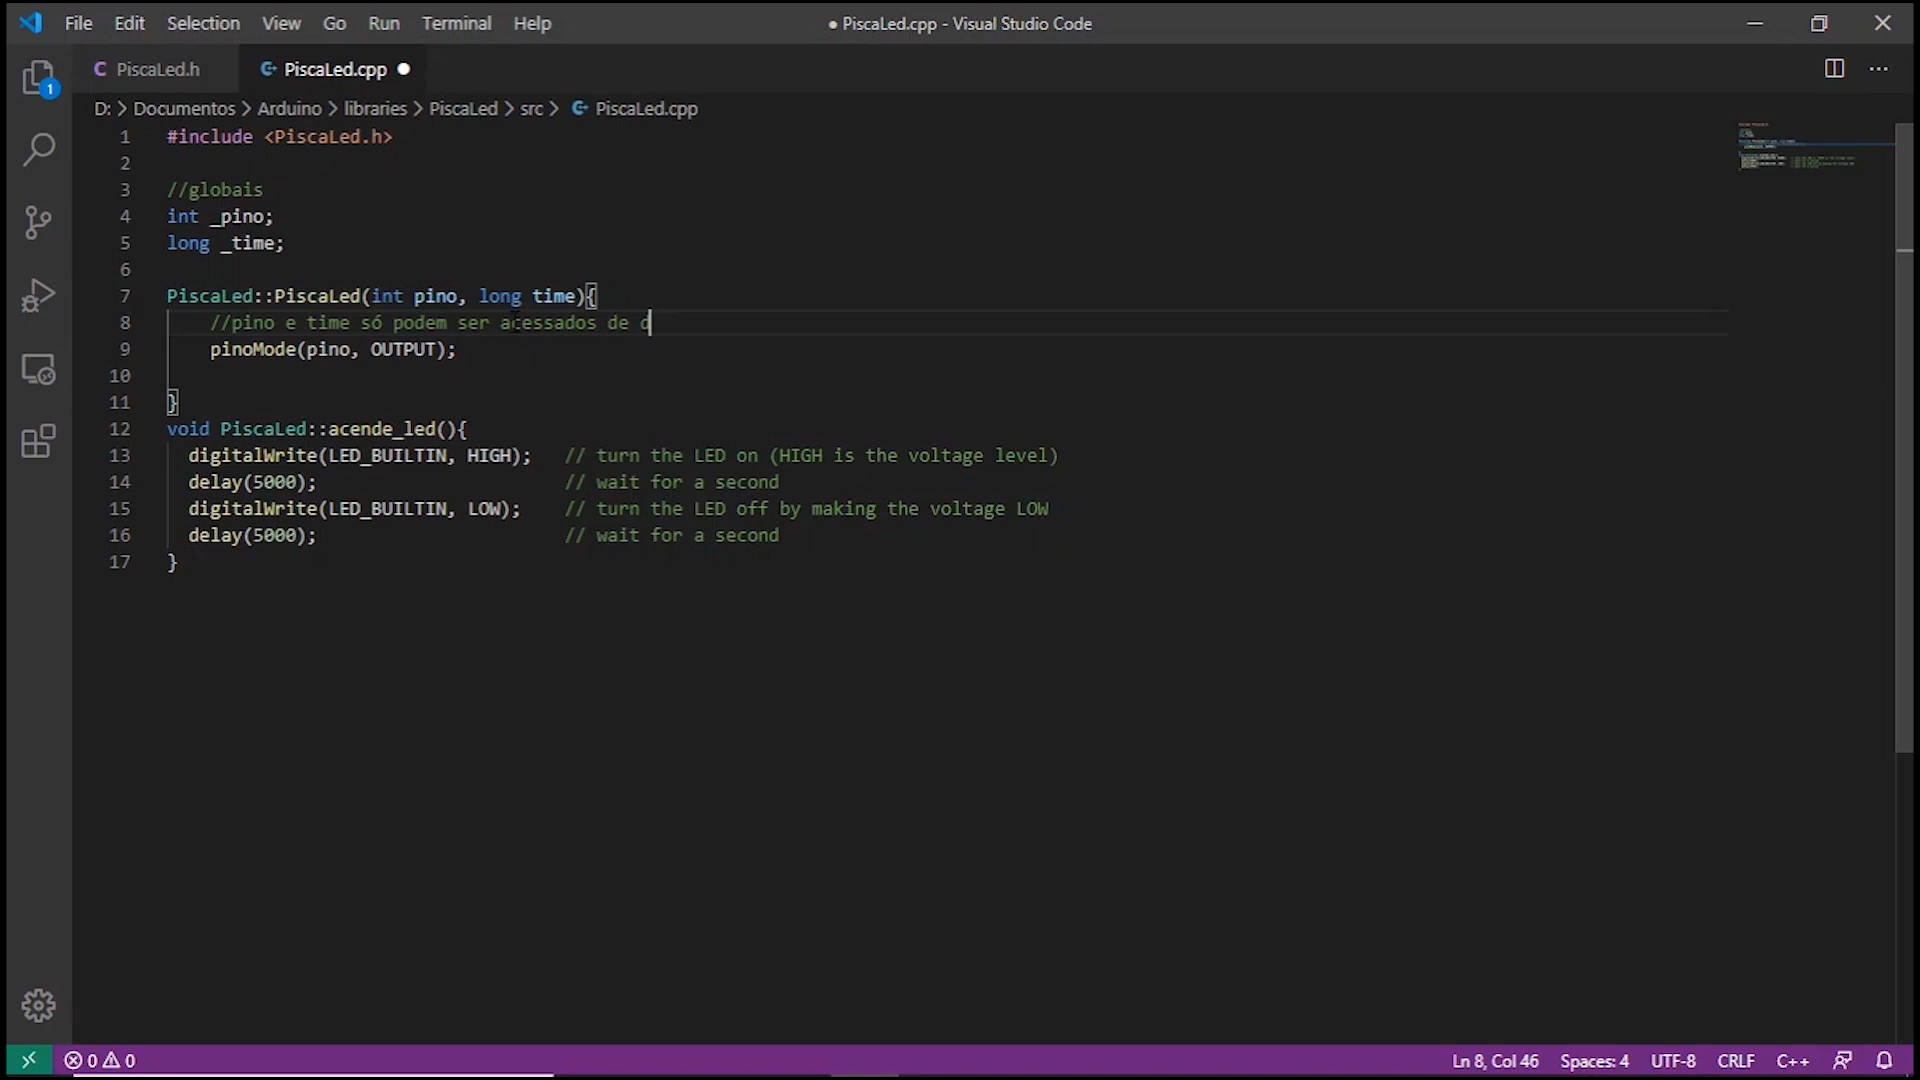 File Edit Selection View Go Run Terminal Help ● PiscaLed.cpp - Visual Studio Code
PiscaLed.h PiscaLed.cpp ●
D: > Documentos > Arduino > libraries > PiscaLed > src > PiscaLed.cpp
1
1 #include <PiscaLed.h>
2
3 //globais
4 int _pino;
5 long _time;
6
7 PiscaLed::PiscaLed(int pino, long time){
8 //pino e time só podem ser acessados de d
9 pinoMode(pino, OUTPUT);
10
11 }
12 void PiscaLed::acende_led(){
13 digitalWrite(LED_BUILTIN, HIGH); // turn the LED on (HIGH is the voltage level)
14 delay(5000); // wait for a second
15 digitalWrite(LED_BUILTIN, LOW); // turn the LED off by making the voltage LOW
16 delay(5000); // wait for a second
17 }
0 0 Ln 8, Col 46 Spaces: 4 UTF-8 CRLF C++